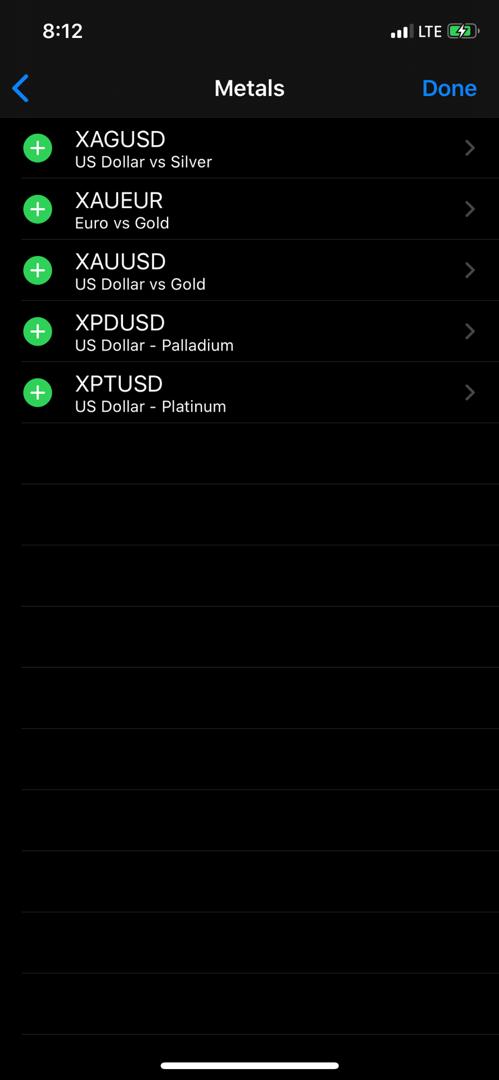 8:12
LTE
Metals
Done
XAGUSD
US Dollar vs Silver
XAUEUR
Euro vs Gold
XAUUSD
US Dollar vs Gold
XPDUSD
US Dollar - Palladium
XPTUSD
US Dollar - Platinum